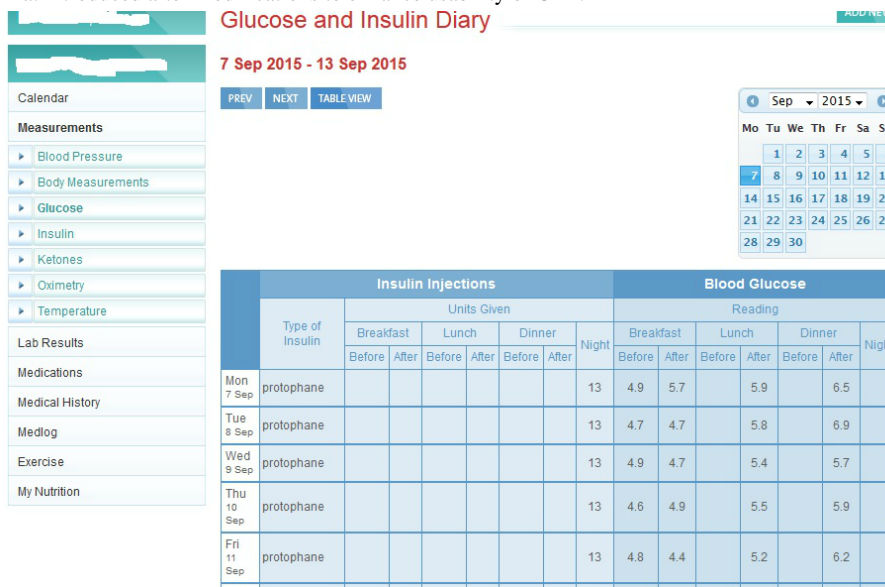 Glucose and Insulin Diary
7 Sep 2015 - 13 Sep 2015
PREV NEXT TABLE VIEW
Calendar
Measurements
Blood Pressure
Body Measurements
Glucose
Insulin
Ketones
Oximetry
Temperature
Lab Results
Medications
Medical History
Medlog
Exercise
My Nutrition
Sep 2015
Mo Tu We Th Fr Sa
1 2 3 4 5
7 8 9 10 11 12
14 15 16 17 18 19
21 22 23 24 25 26
28 29 30
Insulin Injections Blood Glucose
Units Given Reading
Type of
Insulin
Breakfast Lunch Dinner Night Breakfast Lunch Dinner
Before After Before After Before After Before After Before After Before After
Mon
7 Sep protophane 13 4.9 5.7 5.9 6.5
Tue
8 Sep protophane 13 4.7 4.7 5.8 6.9
Wed
9 Sep protophane 13 4.9 4.7 5.4 5.7
Thu
10
Sep
protophane 13 4.6 4.9 5.5 5.9
Fri
11
Sep
protophane 13 4.8 4.4 5.2 6.2